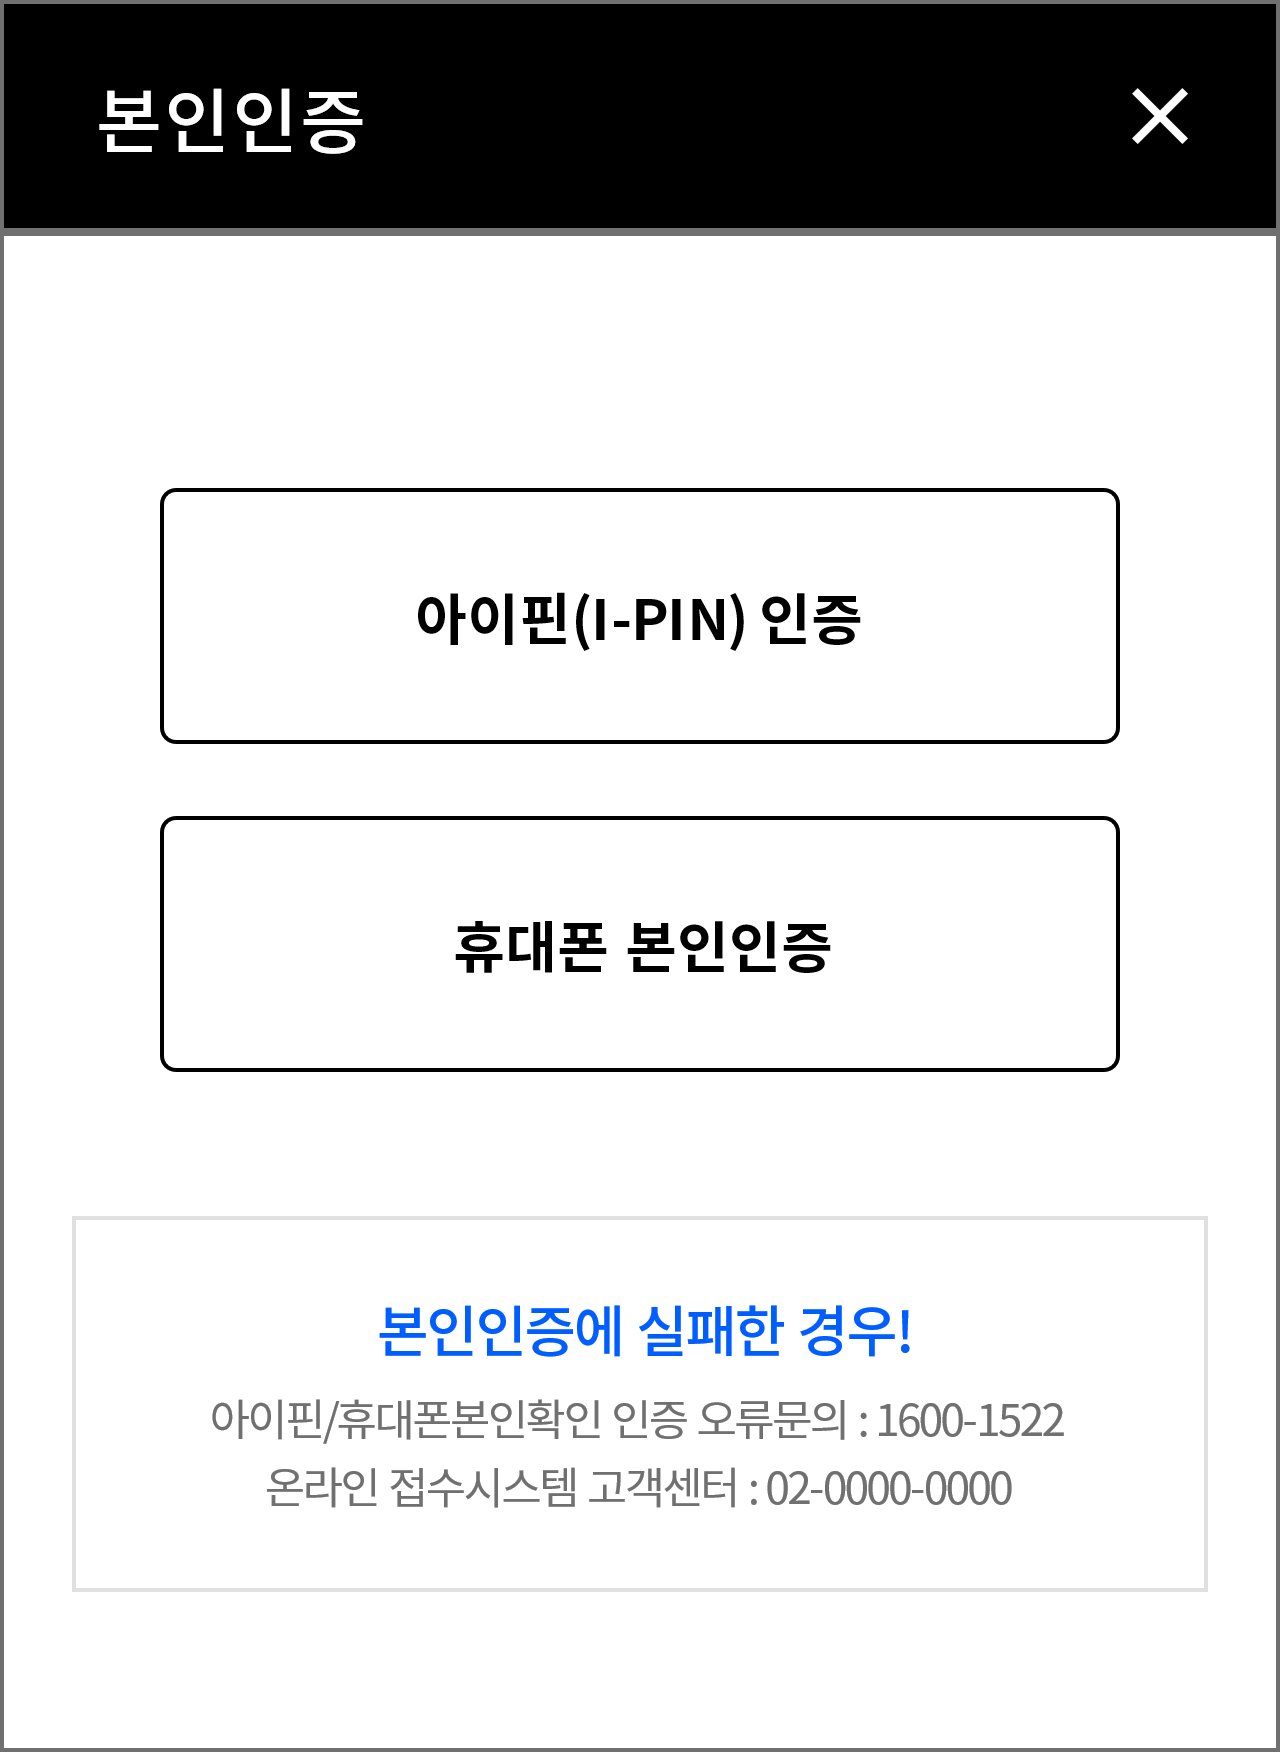 본인인증
아이핀(I-PIN) 인증
휴대폰 본인인증
본인인증에 실패한 경우!
아이핀/휴대폰본인확인 인증 오류문의 : 1600-1522
온라인 접수시스템 고객센터 : 02-0000-0000